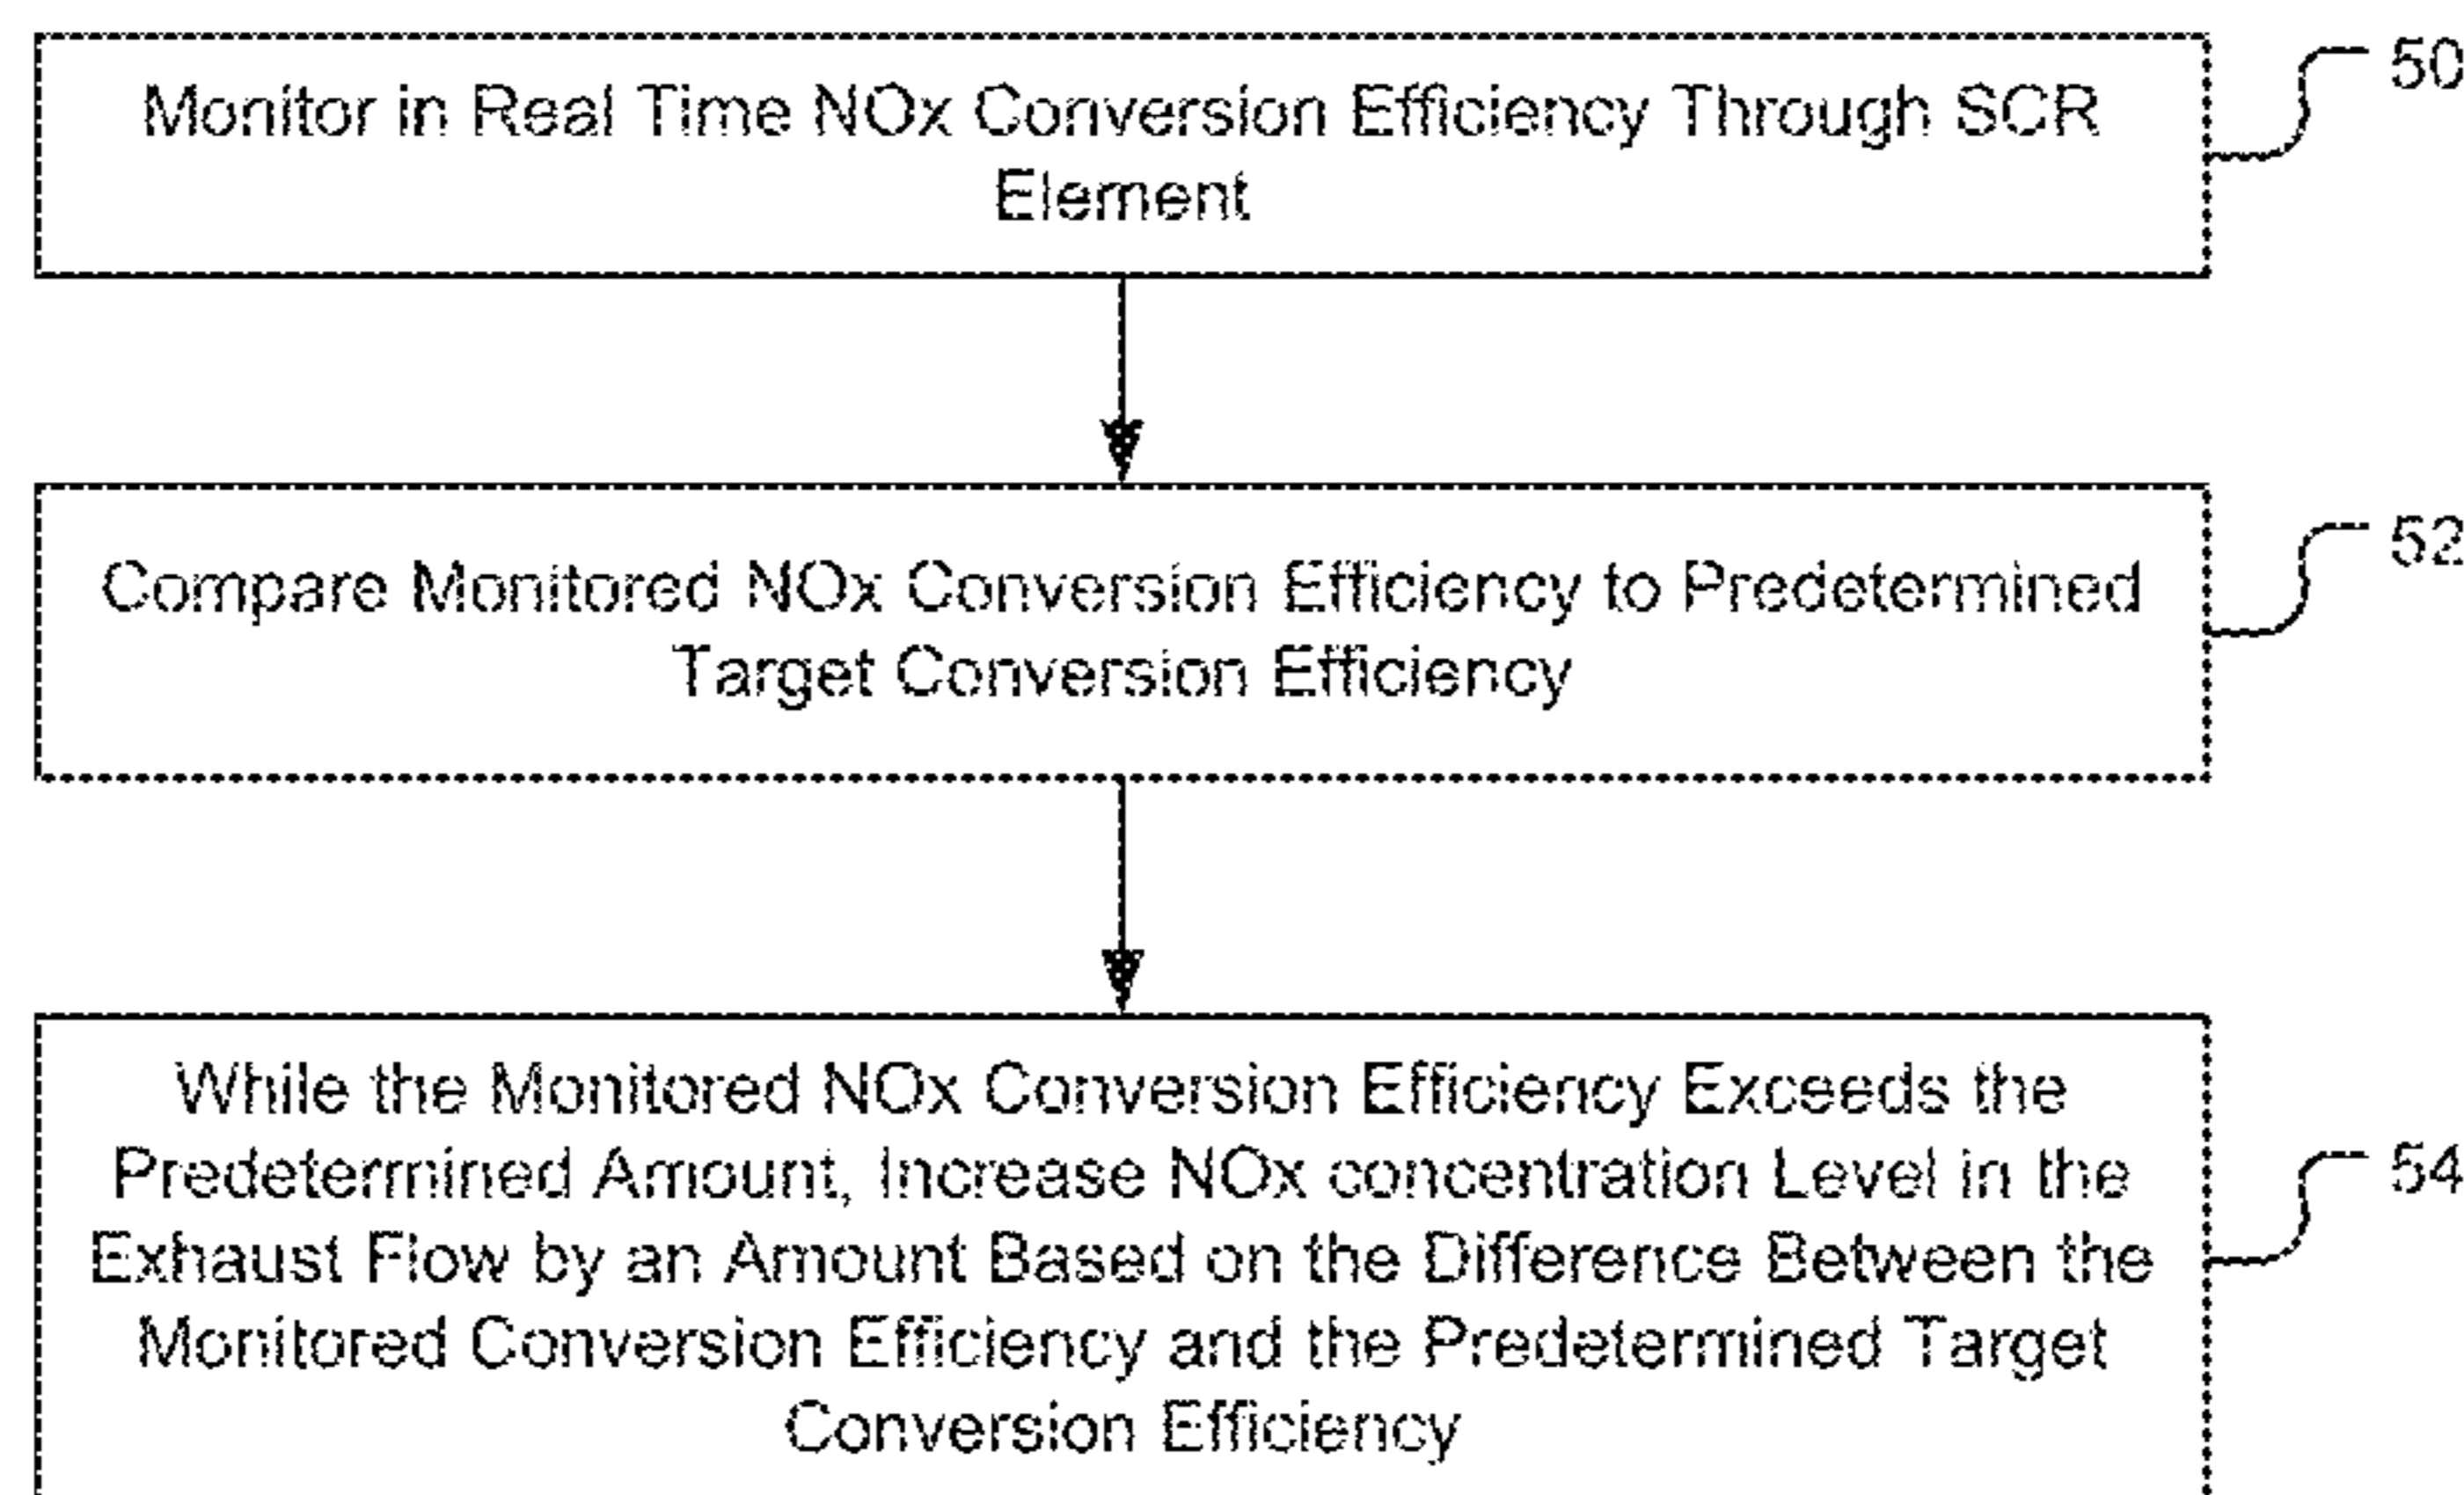 Monitor in Real Time NOx Conversion Efficiency Through SCR
Element
50
Compare Monitored NOx Conversion Efficiency to Predetermined
Target Conversion Efficiency
52
While the Monitored NOx Conversion Efficiency Exceeds the
Predetermined Amount, Increase NOx concentration Level in the
Exhaust Flow by an Amount Based on the Difference Between the
Monitored Conversion Efficiency and the Predetermined Target
Conversion Efficiency
54